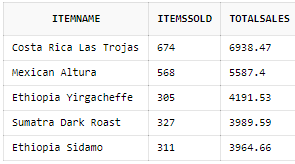 ITEMNAME ITEMSSOLD TOTALSALES
Costa Rica Las Trojas 674 6938.47
Mexican Altura 568 5587.4
Ethiopia Yirgacheffe 305 4191.53
Sumatra Dark Roast 327 3989.59
Ethiopia Sidamo 311 3964.66